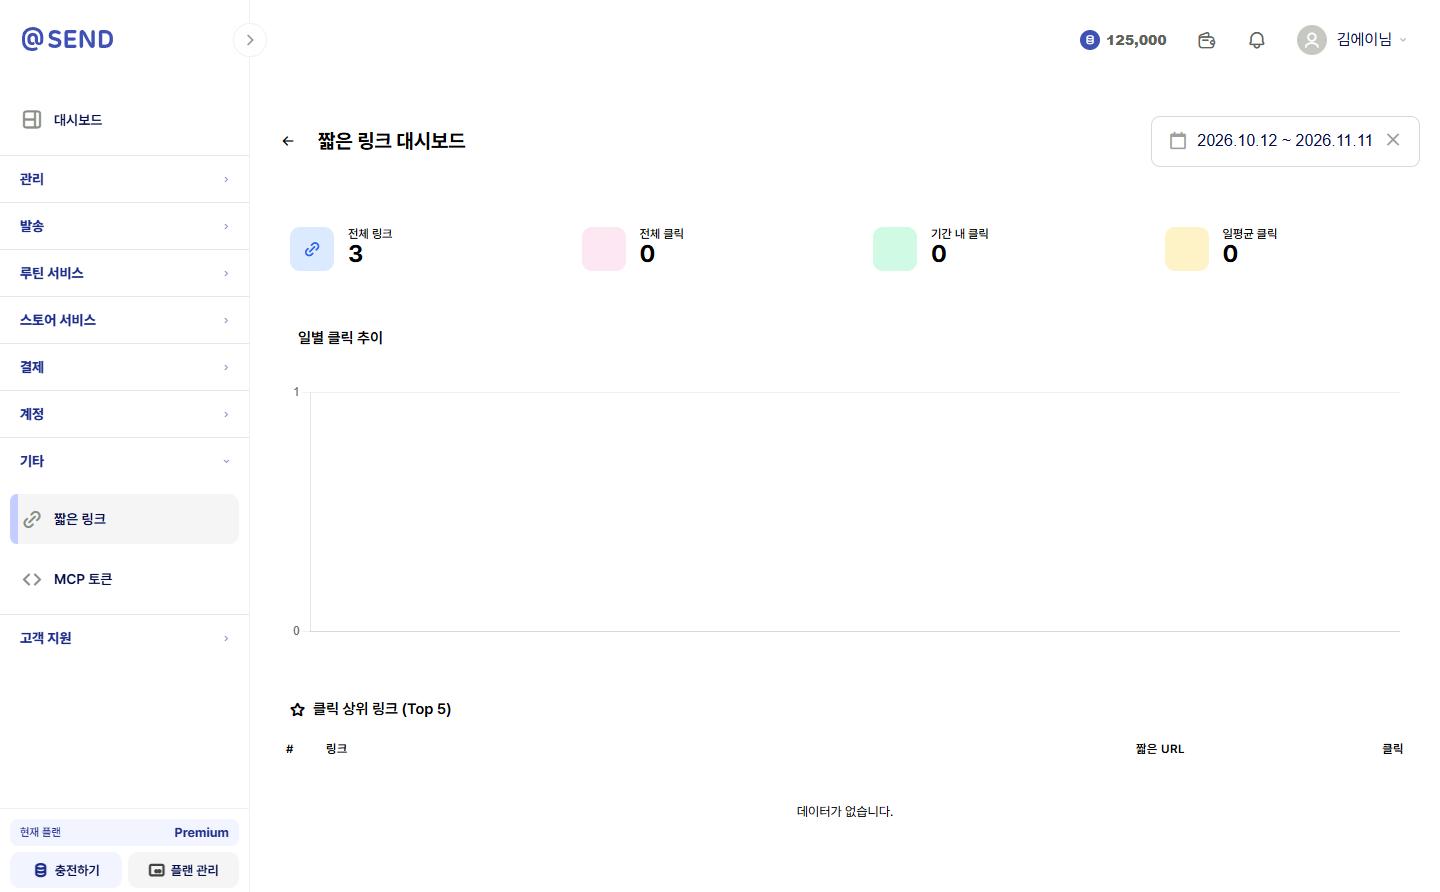 @SEND
125,000
김에이님
대시보드
관리
발송
루틴 서비스
스토어 서비스
결제
계정
기타
짧은 링크
MCP 토큰
고객 지원
현재 플랜
Premium
충전하기
플랜 관리
짧은 링크 대시보드
2026.10.12 ~ 2026.11.11
전체 링크
3
전체 클릭
0
기간 내 클릭
0
일평균 클릭
0
일별 클릭 추이
1
0
클릭 상위 링크 (Top 5)
# 링크 짧은 URL 클릭
데이터가 없습니다.